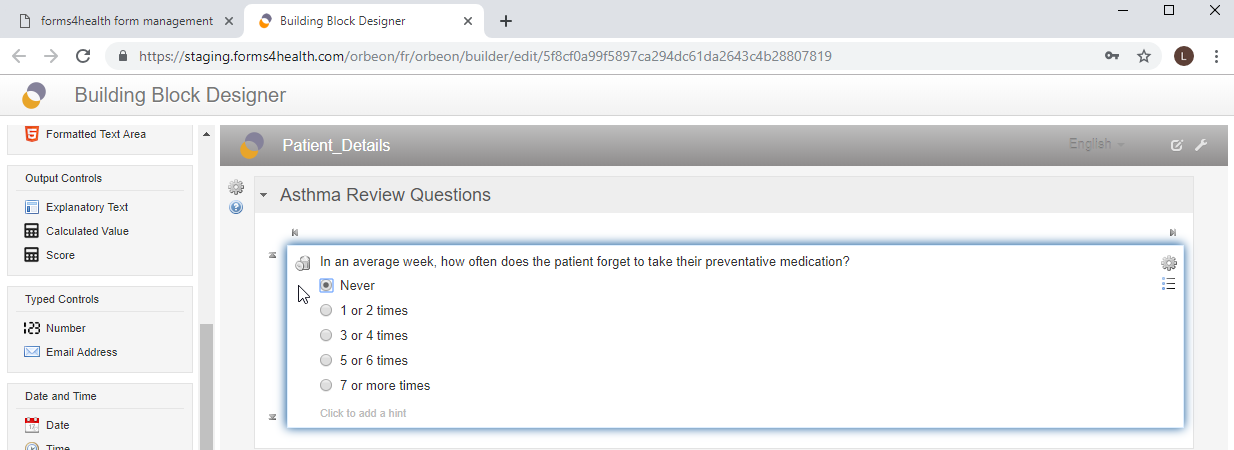 forms4health form management
Building Block Designer
https://staging.forms4health.com/orbeon/fr/orbeon/builder/edit/5f8cf0a99f5897ca294dc61da2643c4b28807819
L
Building Block Designer
Formatted Text Area
Output Controls
Explanatory Text
Calculated Value
Score
Typed Controls
123 Number
Email Address
Date and Time
Date
Time
Patient_Details
English
Asthma Review Questions
In an average week, how often does the patient forget to take their preventative medication?
Never
1 or 2 times
3 or 4 times
5 or 6 times
7 or more times
Click to add a hint